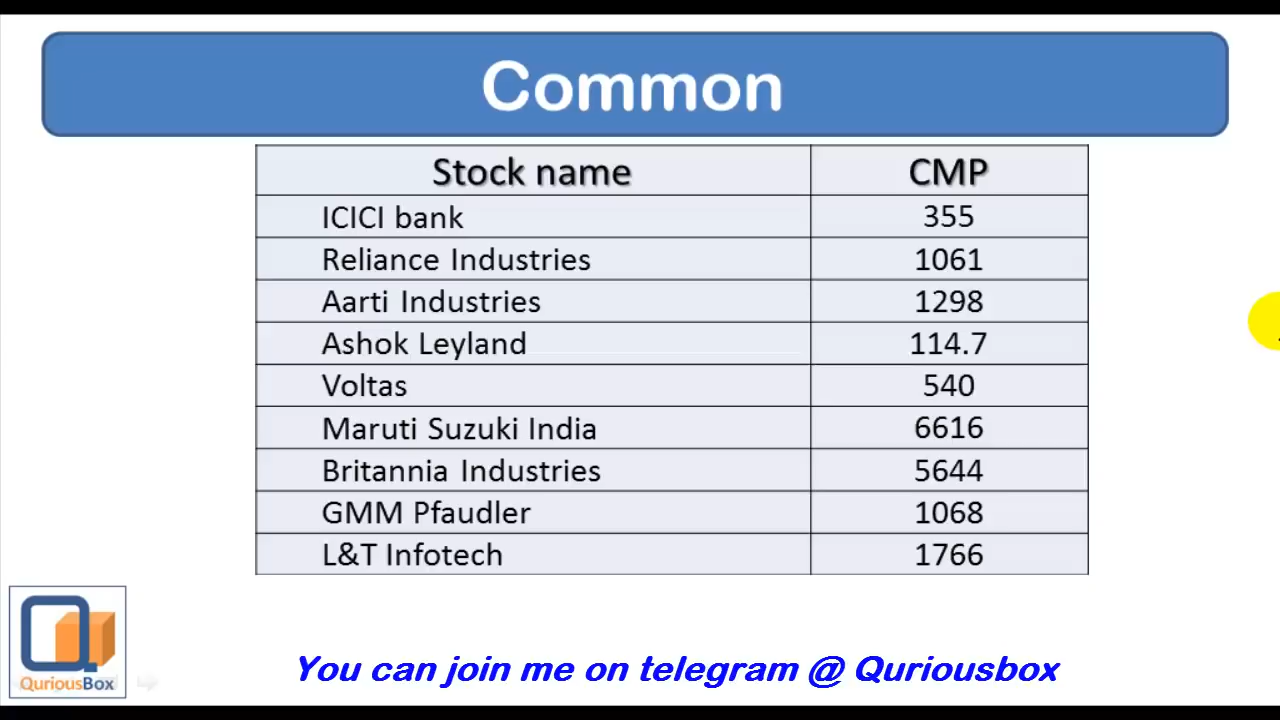 Common
Stock name CMP
ICICI bank 355
Reliance Industries 1061
Aarti Industries 1298
Ashok Leyland 114.7
Voltas 540
Maruti Suzuki India 6616
Britannia Industries 5644
GMM Pfaudler 1068
L&T Infotech 1766
QuriousBox
You can join me on telegram @ Quriousbox